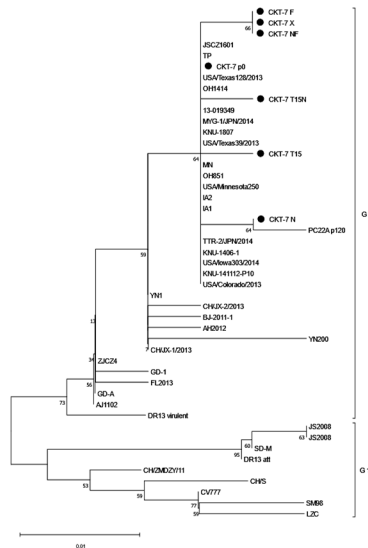 CKT-7 F
66
CKT-7 X
CKT-7 NF
JSCZ1601
TP
CKT-7 p0
USA/Texas128/2013
OH1414
CKT-7 T15N
13-019349
MYG-1/JPN/2014
KNU-1807
USA/Texas39/2013
64
CKT-7 T15
MN
OH851
USA/Minnesota250
IA2
IA1
CKT-7 N
64
PC22A p120
TTR-2/JPN/2014
KNU-1406-1
USA/Iowa303/2014
KNU-141112-P10
USA/Colorado/2013
59
YN1
CH/JX-2/2013
BJ-2011-1
AH2012
YN200
7
CH/JX-1/2013
13
34
ZJCZ4
GD-1
56
FL2013
GD-A
AJ1102
73
DR13 virulent
JS2008
63
JS2008
60
SD-M
95
DR13 att
CH/ZMDZY/11
53
CH/S
59
CV777
77
SM98
59
LZC
G
G
0.01